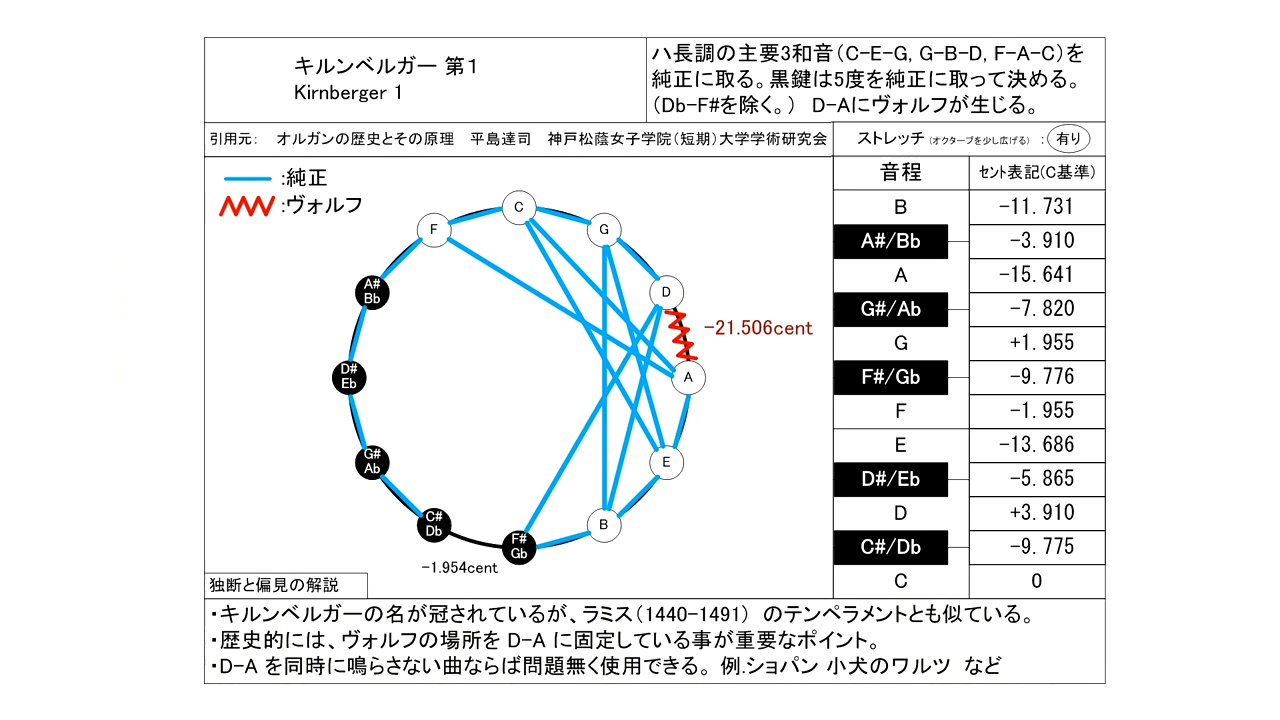 キルンベルガー 第1
Kirnberger 1
ハ長調の主要3和音（C-E-G, G-B-D, F-A-C）を
純正に取る。黒鍵は5度を純正に取って決める。
（Db-F#を除く。） D-Aにヴォルフが生じる。
引用元: オルガンの歴史とその原理 平島達司 神戸松蔭女子学院（短期）大学学術研究会
ストレッチ（オクターブを少し広げる）:有り
:純正
:ヴォルフ
C
G
D
A
E
B
F#
Gb
C#
Db
G#
Ab
D#
Eb
A#
Bb
F
-21.506cent
-1.954cent
音程 セント表記(C基準)
B -11.731
A#/Bb -3.910
A -15.641
G#/Ab -7.820
G +1.955
F#/Gb -9.776
F -1.955
E -13.686
D#/Eb -5.865
D +3.910
C#/Db -9.775
C 0
独断と偏見の解説
・キルンベルガーの名が冠されているが、ラミス（1440-1491） のテンペラメントとも似ている。
・歴史的には、ヴォルフの場所を D-A に固定している事が重要なポイント。
・D-A を同時に鳴らさない曲ならば問題無く使用できる。 例.ショパン 小犬のワルツ など